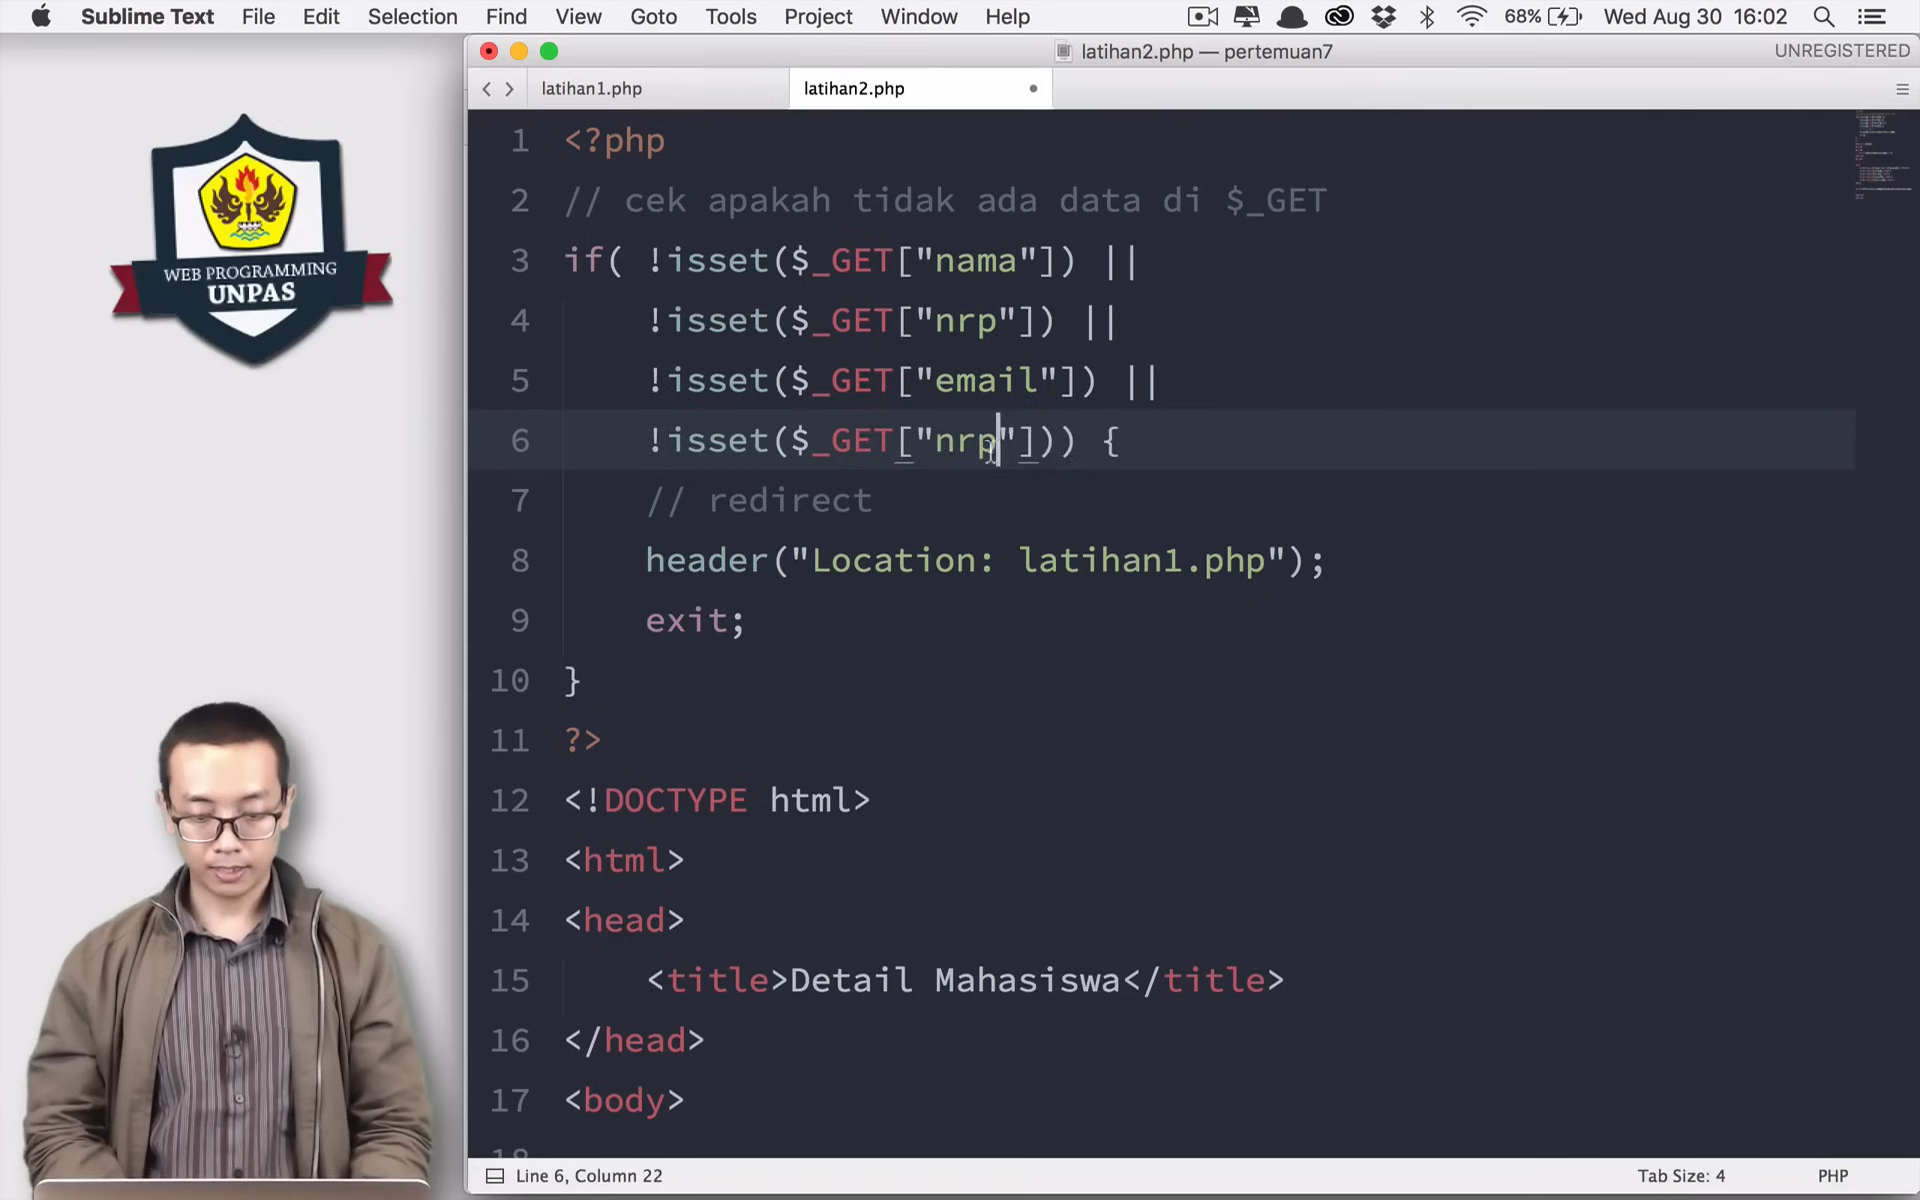 Sublime Text File Edit Selection Find View Goto Tools Project Window Help 68% Wed Aug 30 16:02
latihan2.php — pertemuan7 UNREGISTERED
latihan1.php latihan2.php
WEB PROGRAMMING
UNPAS
1 <?php
2 // cek apakah tidak ada data di $_GET
3 if( !isset($_GET["nama"]) ||
4 !isset($_GET["nrp"]) ||
5 !isset($_GET["email"]) ||
6 !isset($_GET["nrp"])) {
7 // redirect
8 header("Location: latihan1.php");
9 exit;
10 }
11 ?>
12 <!DOCTYPE html>
13 <html>
14 <head>
15 <title>Detail Mahasiswa</title>
16 </head>
17 <body>
Line 6, Column 22 Tab Size: 4 PHP